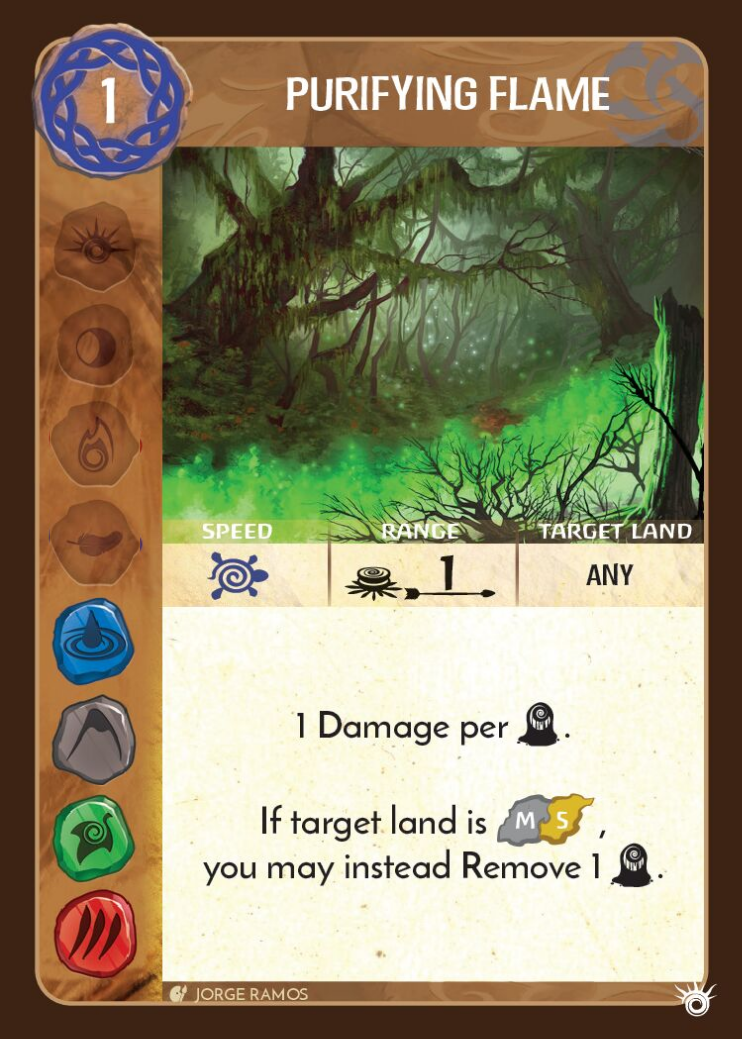 1
PURIFYING FLAME
SPEED RANGE TARGET LAND
1 ANY
1 Damage per .
If target land is M S ,
you may instead Remove 1 .
JORGE RAMOS